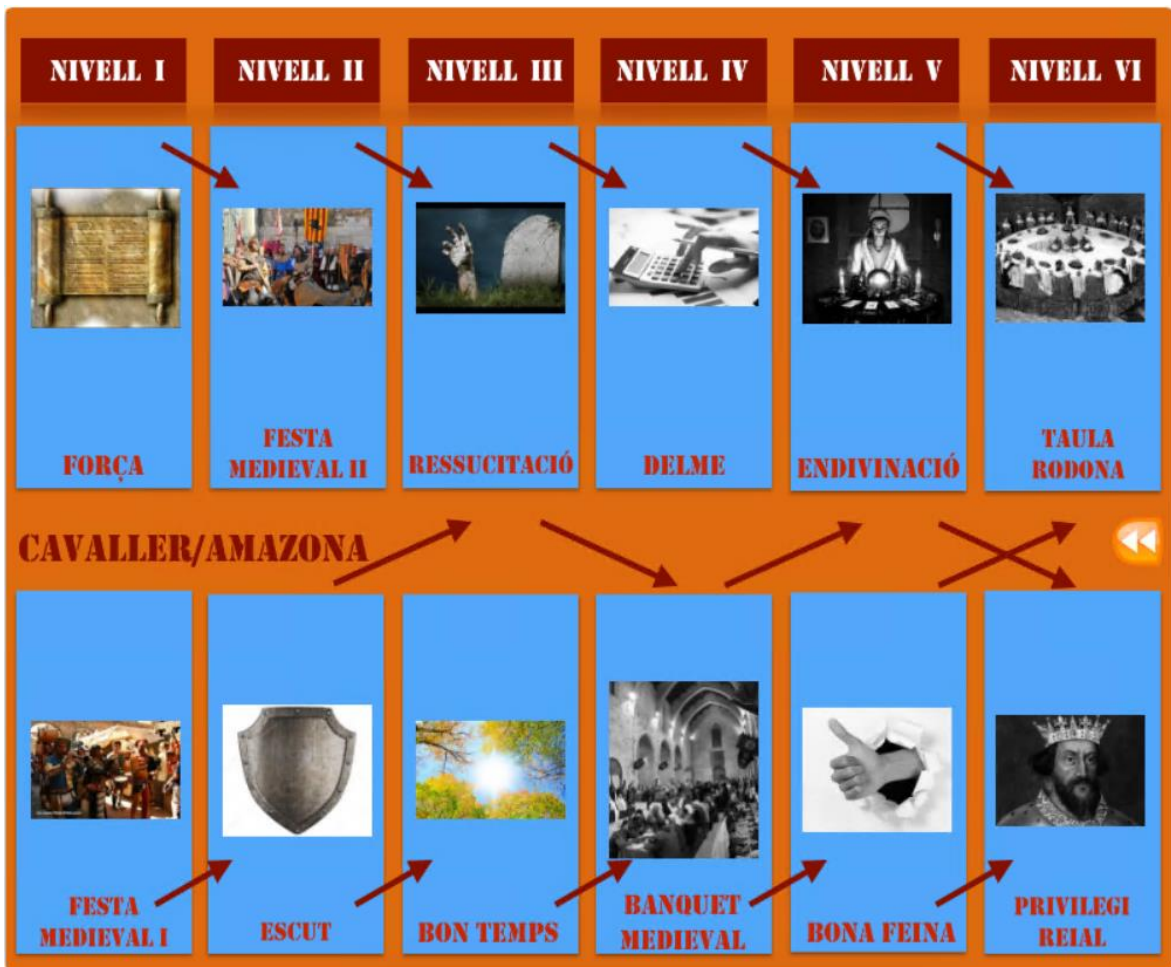 NIVELL I
NIVELL II
NIVELL III
NIVELL IV
NIVELL V
NIVELL VI
FORÇA
FESTA
MEDIEVAL II
RESSUCITACIÓ
DELME
ENDIVINACIÓ
TAULA
RODONA
CAVALLER/AMAZONA
FESTA
MEDIEVAL I
ESCUT
BON TEMPS
BANQUET
MEDIEVAL
BONA FEINA
PRIVILEGI
REIAL